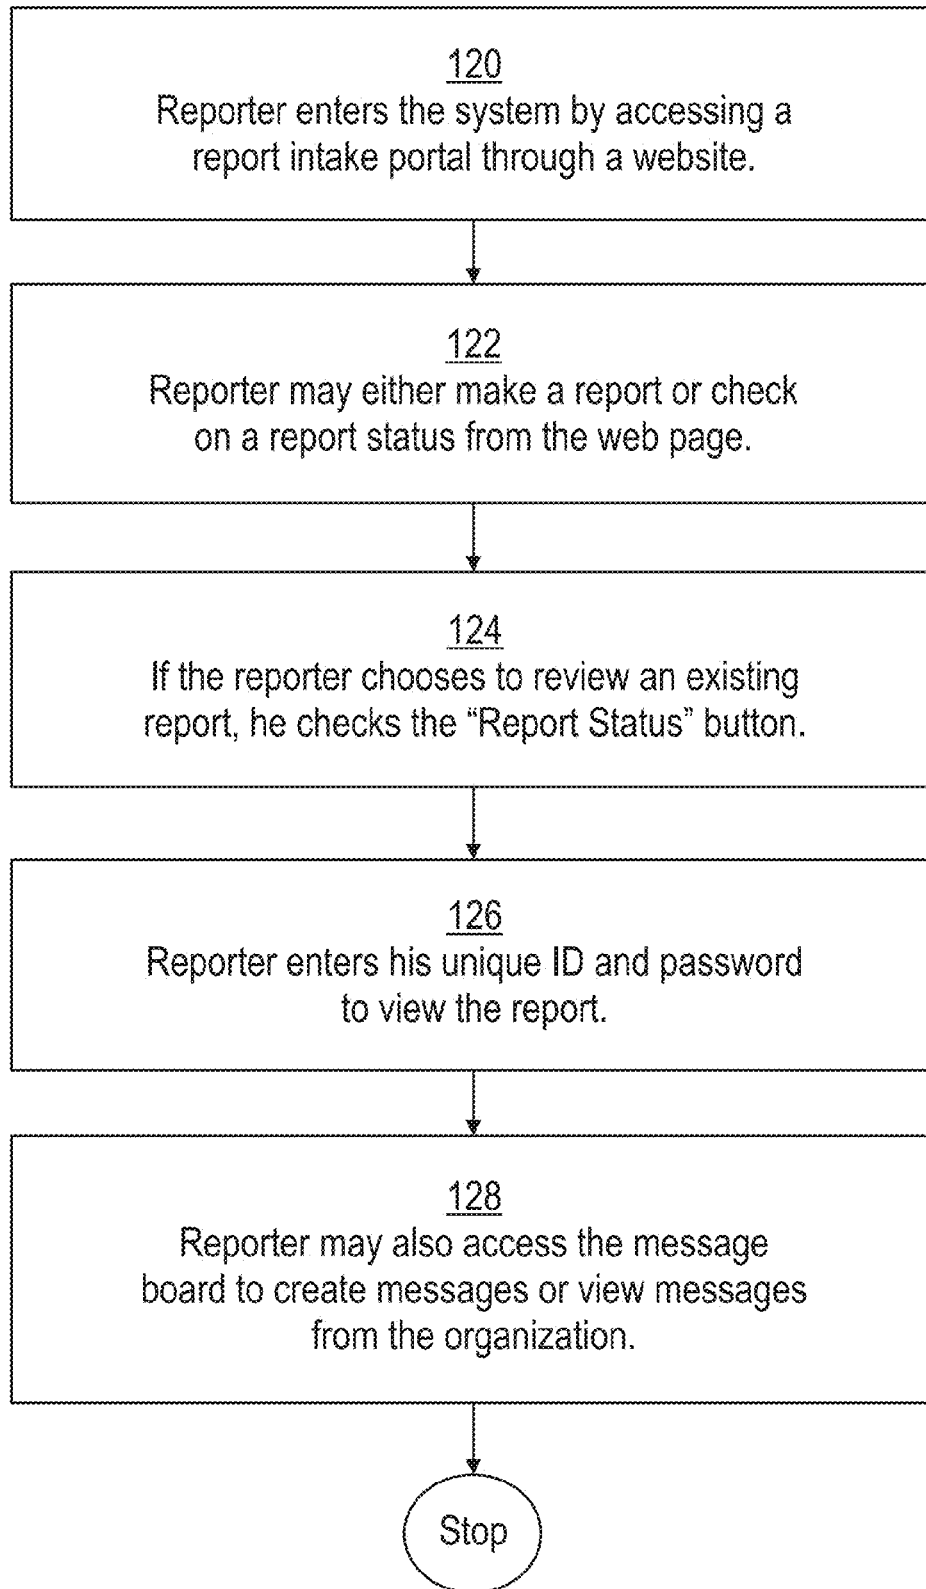 120
Reporter enters the system by accessing a
report intake portal through a website.
122
Reporter may either make a report or check
on a report status from the web page.
124
If the reporter chooses to review an existing
report, he checks the “Report Status” button.
126
Reporter enters his unique ID and password
to view the report.
128
Reporter may also access the message
board to create messages or view messages
from the organization.
Stop